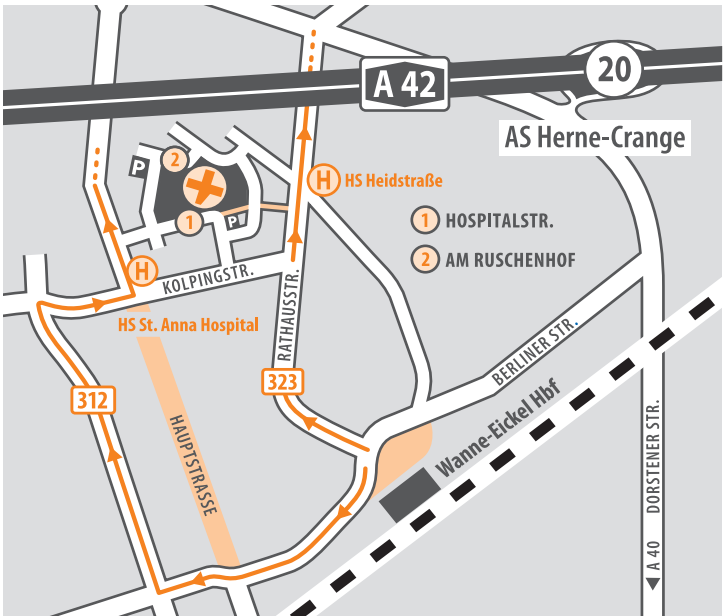 A 42
20
AS Herne-Crange
P
2
H HS Heidstraße
1
P
1 HOSPITALSTR.
2 AM RUSCHENHOF
H
KOLPINGSTR.
HS St. Anna Hospital
RATHAUSSTR.
BERLINER STR.
323
312
HAUPTSTRASSE
Wanne-Eickel Hbf
DORSTENER STR.
A 40